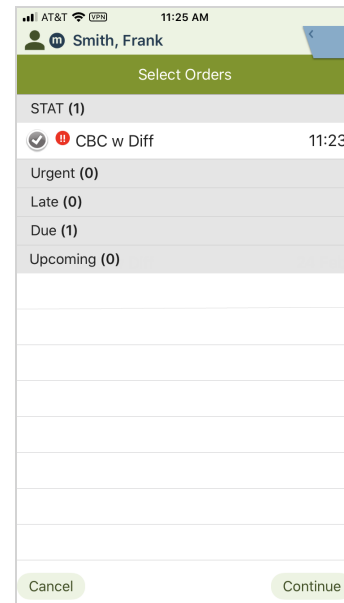 AT&T VPN 11:25 AM
m Smith, Frank
Select Orders
STAT (1)
!! CBC w Diff 11:23
Urgent (0)
Late (0)
Due (1)
Upcoming (0)
Cancel Continue